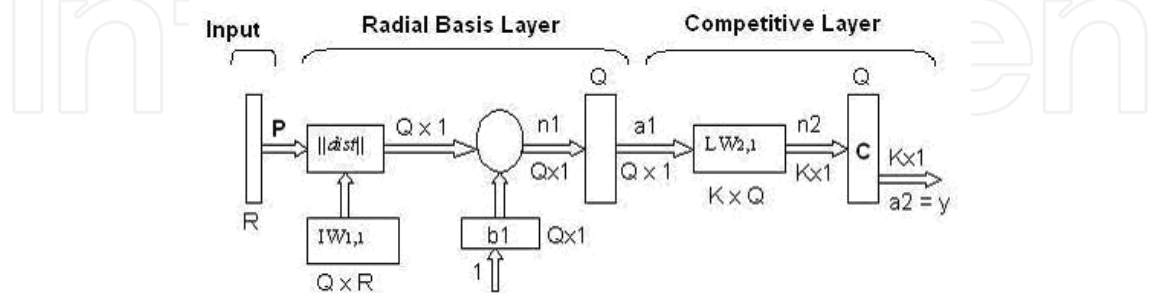 Input
Radial Basis Layer
Competitive Layer
Q
Q
P
||dist||
Q x 1
n1
Qx1
a1
Q x 1
LW2,1
n2
Kx1
C
Kx1
a2 = y
R
K x Q
IW1,1
b1
Qx1
Q x R
1